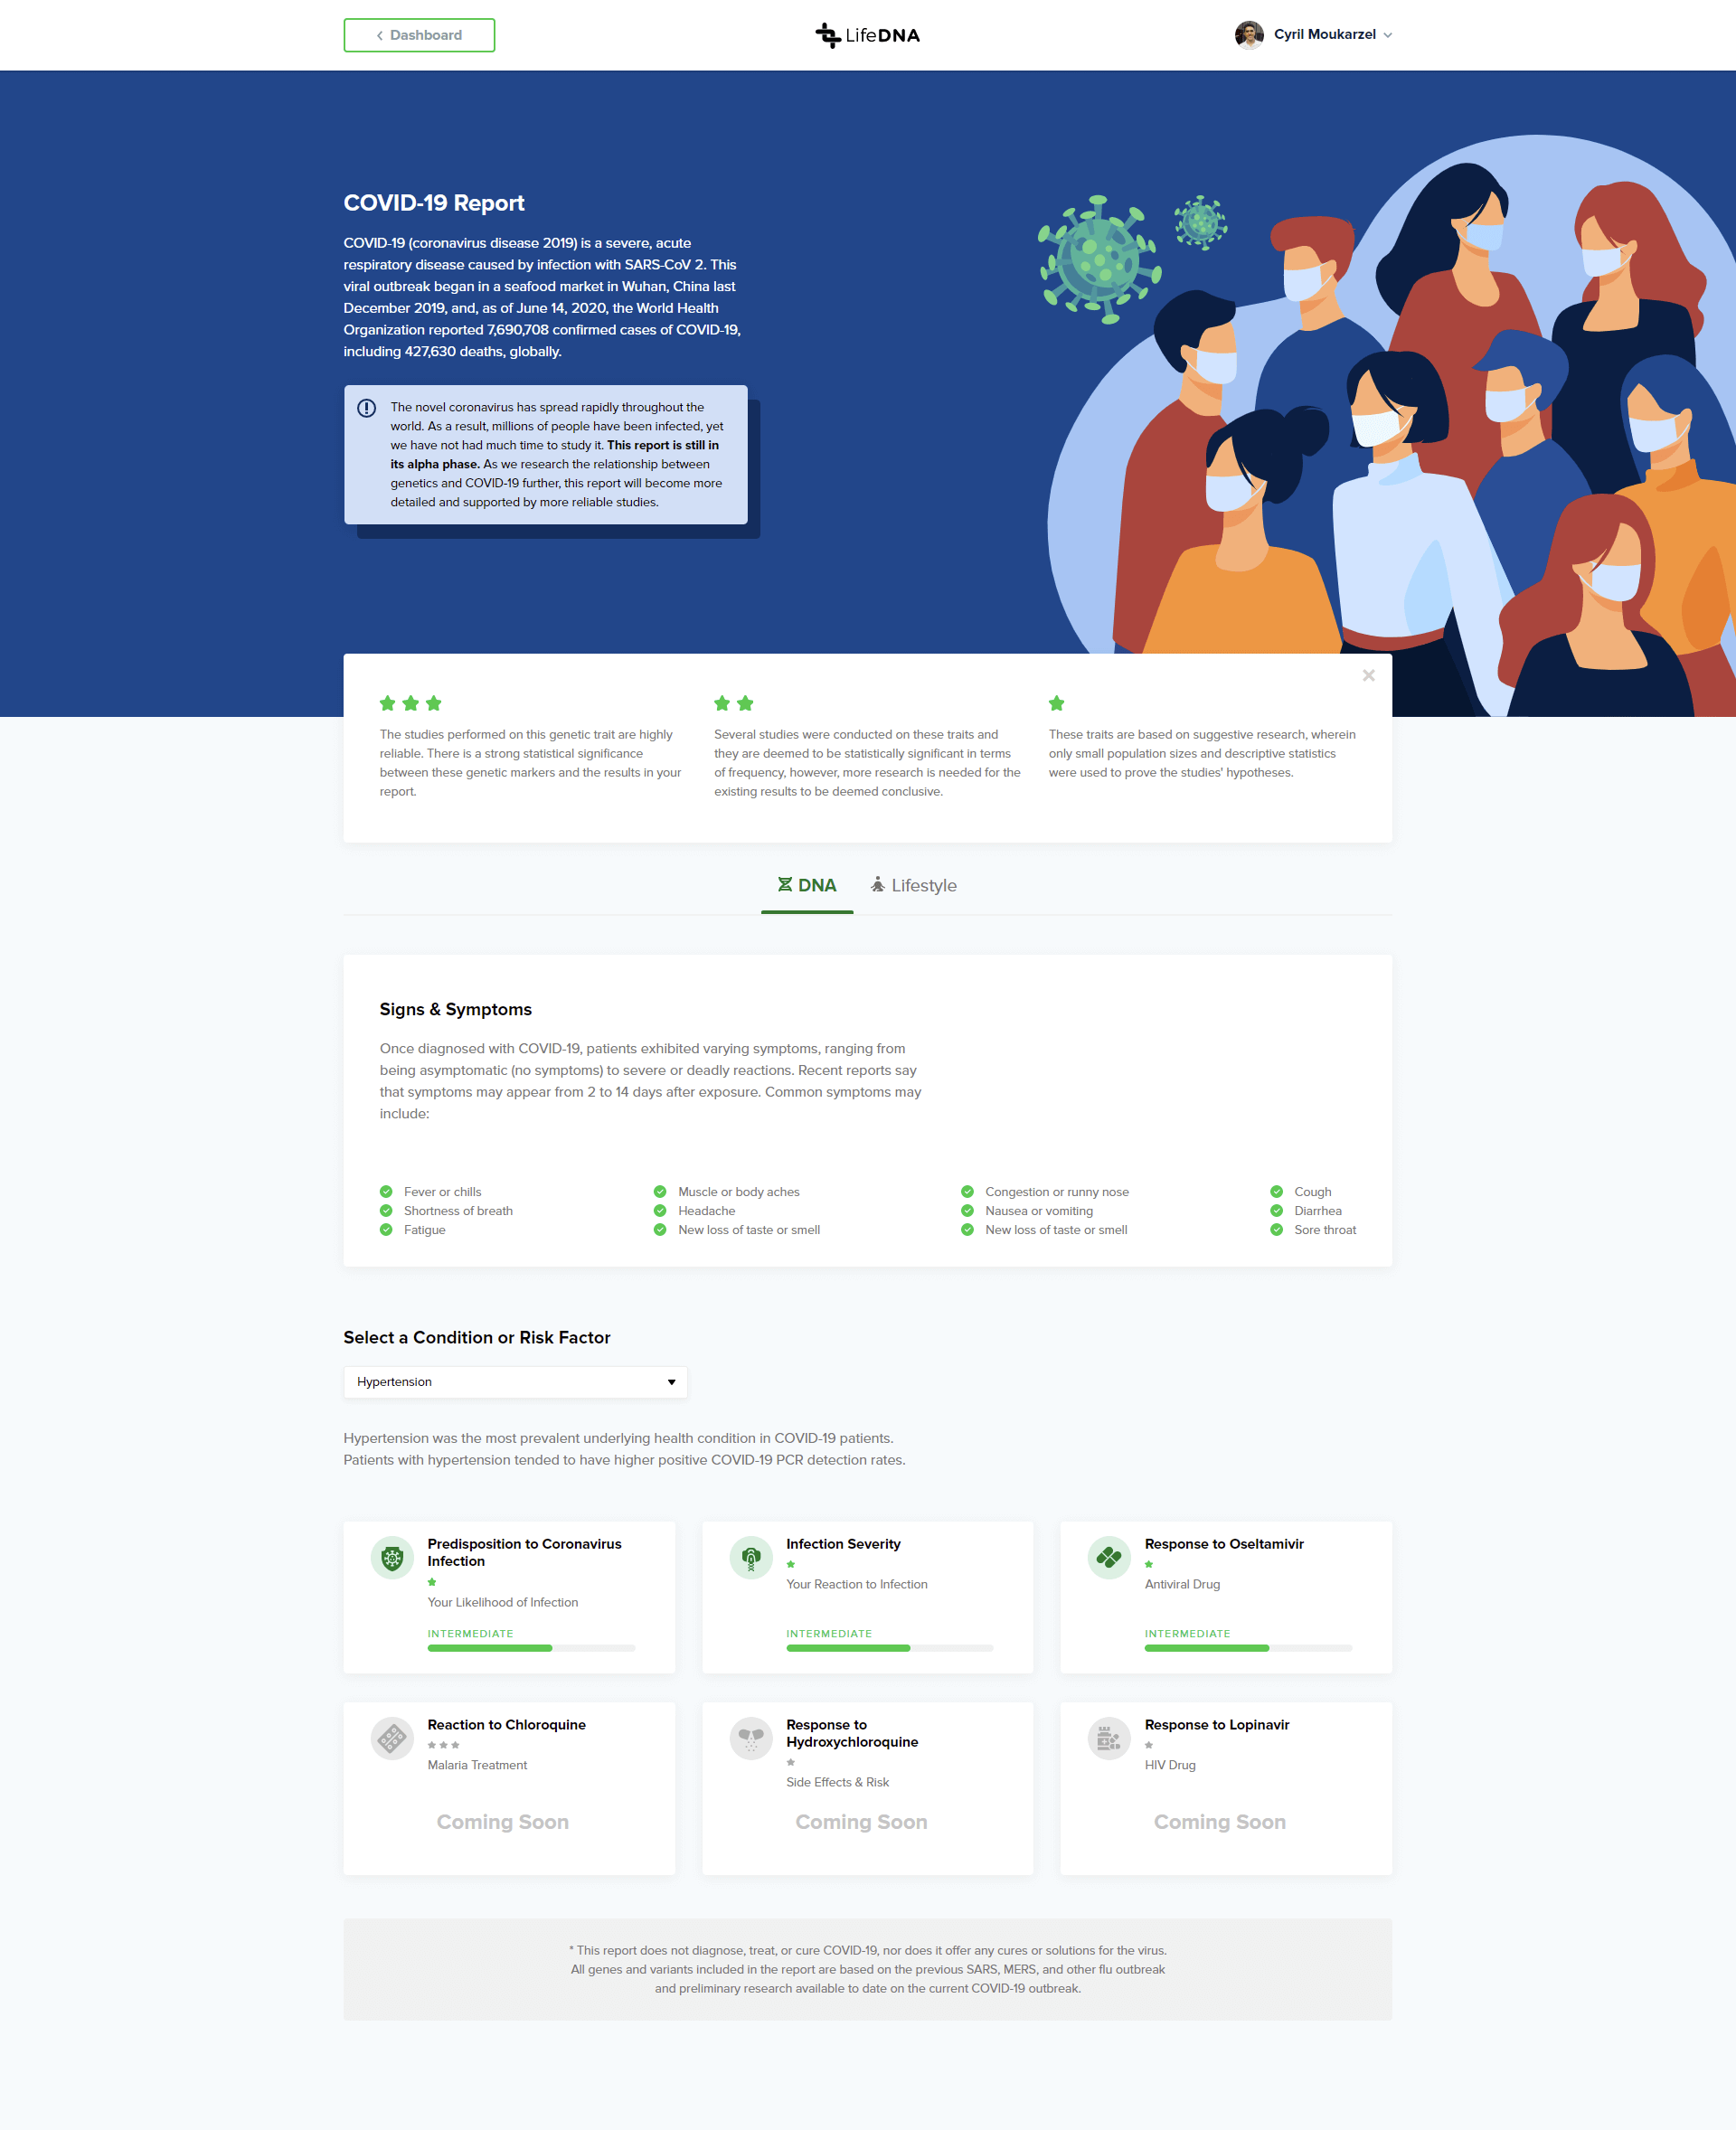 Dashboard
LifeDNA
Cyril Moukarzel
COVID-19 Report
COVID-19 (coronavirus disease 2019) is a severe, acute
respiratory disease caused by infection with SARS-CoV 2. This
viral outbreak began in a seafood market in Wuhan, China last
December 2019, and, as of June 14, 2020, the World Health
Organization reported 7,690,708 confirmed cases of COVID-19,
including 427,630 deaths, globally.
The novel coronavirus has spread rapidly throughout the
world. As a result, millions of people have been infected, yet
we have not had much time to study it. This report is still in
its alpha phase. As we research the relationship between
genetics and COVID-19 further, this report will become more
detailed and supported by more reliable studies.
The studies performed on this genetic trait are highly
reliable. There is a strong statistical significance
between these genetic markers and the results in your
report.
Several studies were conducted on these traits and
they are deemed to be statistically significant in terms
of frequency, however, more research is needed for the
existing results to be deemed conclusive.
These traits are based on suggestive research, wherein
only small population sizes and descriptive statistics
were used to prove the studies' hypotheses.
DNA
Lifestyle
Signs & Symptoms
Once diagnosed with COVID-19, patients exhibited varying symptoms, ranging from
being asymptomatic (no symptoms) to severe or deadly reactions. Recent reports say
that symptoms may appear from 2 to 14 days after exposure. Common symptoms may
include:
Fever or chills
Shortness of breath
Fatigue
Muscle or body aches
Headache
New loss of taste or smell
Congestion or runny nose
Nausea or vomiting
New loss of taste or smell
Cough
Diarrhea
Sore throat
Select a Condition or Risk Factor
Hypertension
Hypertension was the most prevalent underlying health condition in COVID-19 patients.
Patients with hypertension tended to have higher positive COVID-19 PCR detection rates.
Predisposition to Coronavirus
Infection
Your Likelihood of Infection
INTERMEDIATE
Infection Severity
Your Reaction to Infection
INTERMEDIATE
Response to Oseltamivir
Antiviral Drug
INTERMEDIATE
Reaction to Chloroquine
Malaria Treatment
Coming Soon
Response to
Hydroxychloroquine
Side Effects & Risk
Coming Soon
Response to Lopinavir
HIV Drug
Coming Soon
* This report does not diagnose, treat, or cure COVID-19, nor does it offer any cures or solutions for the virus.
All genes and variants included in the report are based on the previous SARS, MERS, and other flu outbreak
and preliminary research available to date on the current COVID-19 outbreak.